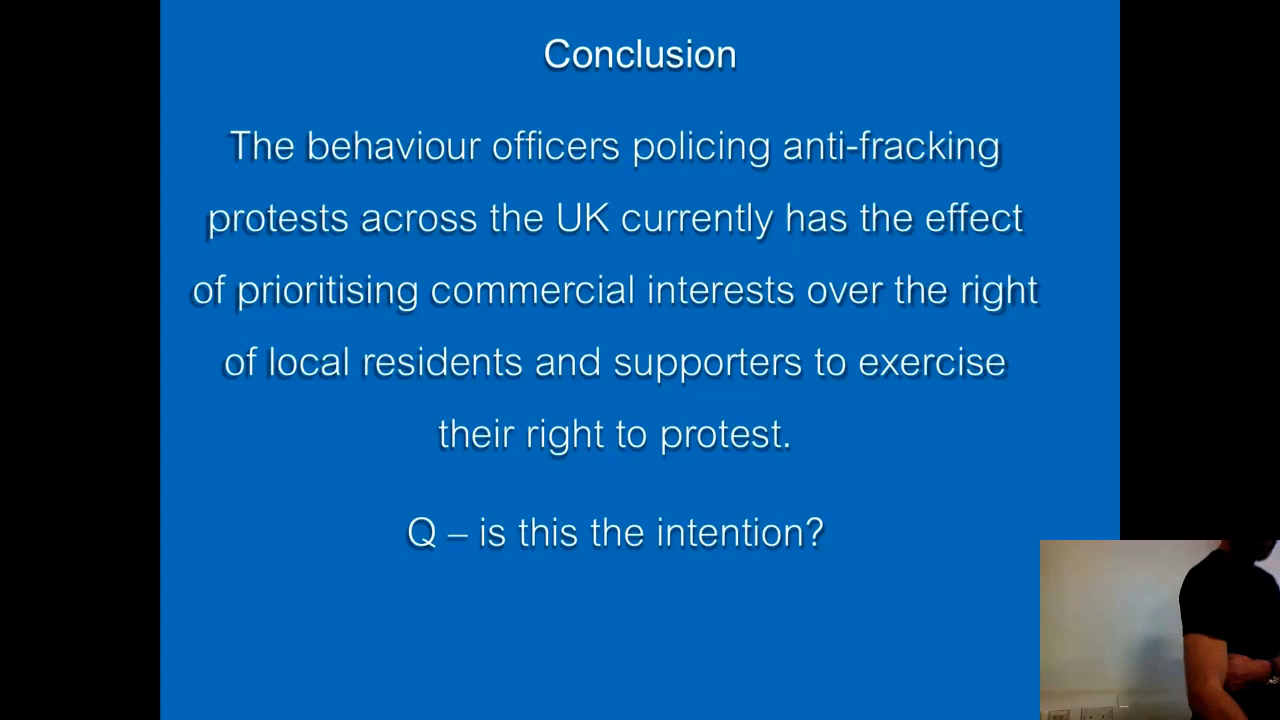 Conclusion
The behaviour officers policing anti-fracking
protests across the UK currently has the effect
of prioritising commercial interests over the right
of local residents and supporters to exercise
their right to protest.
Q – is this the intention?